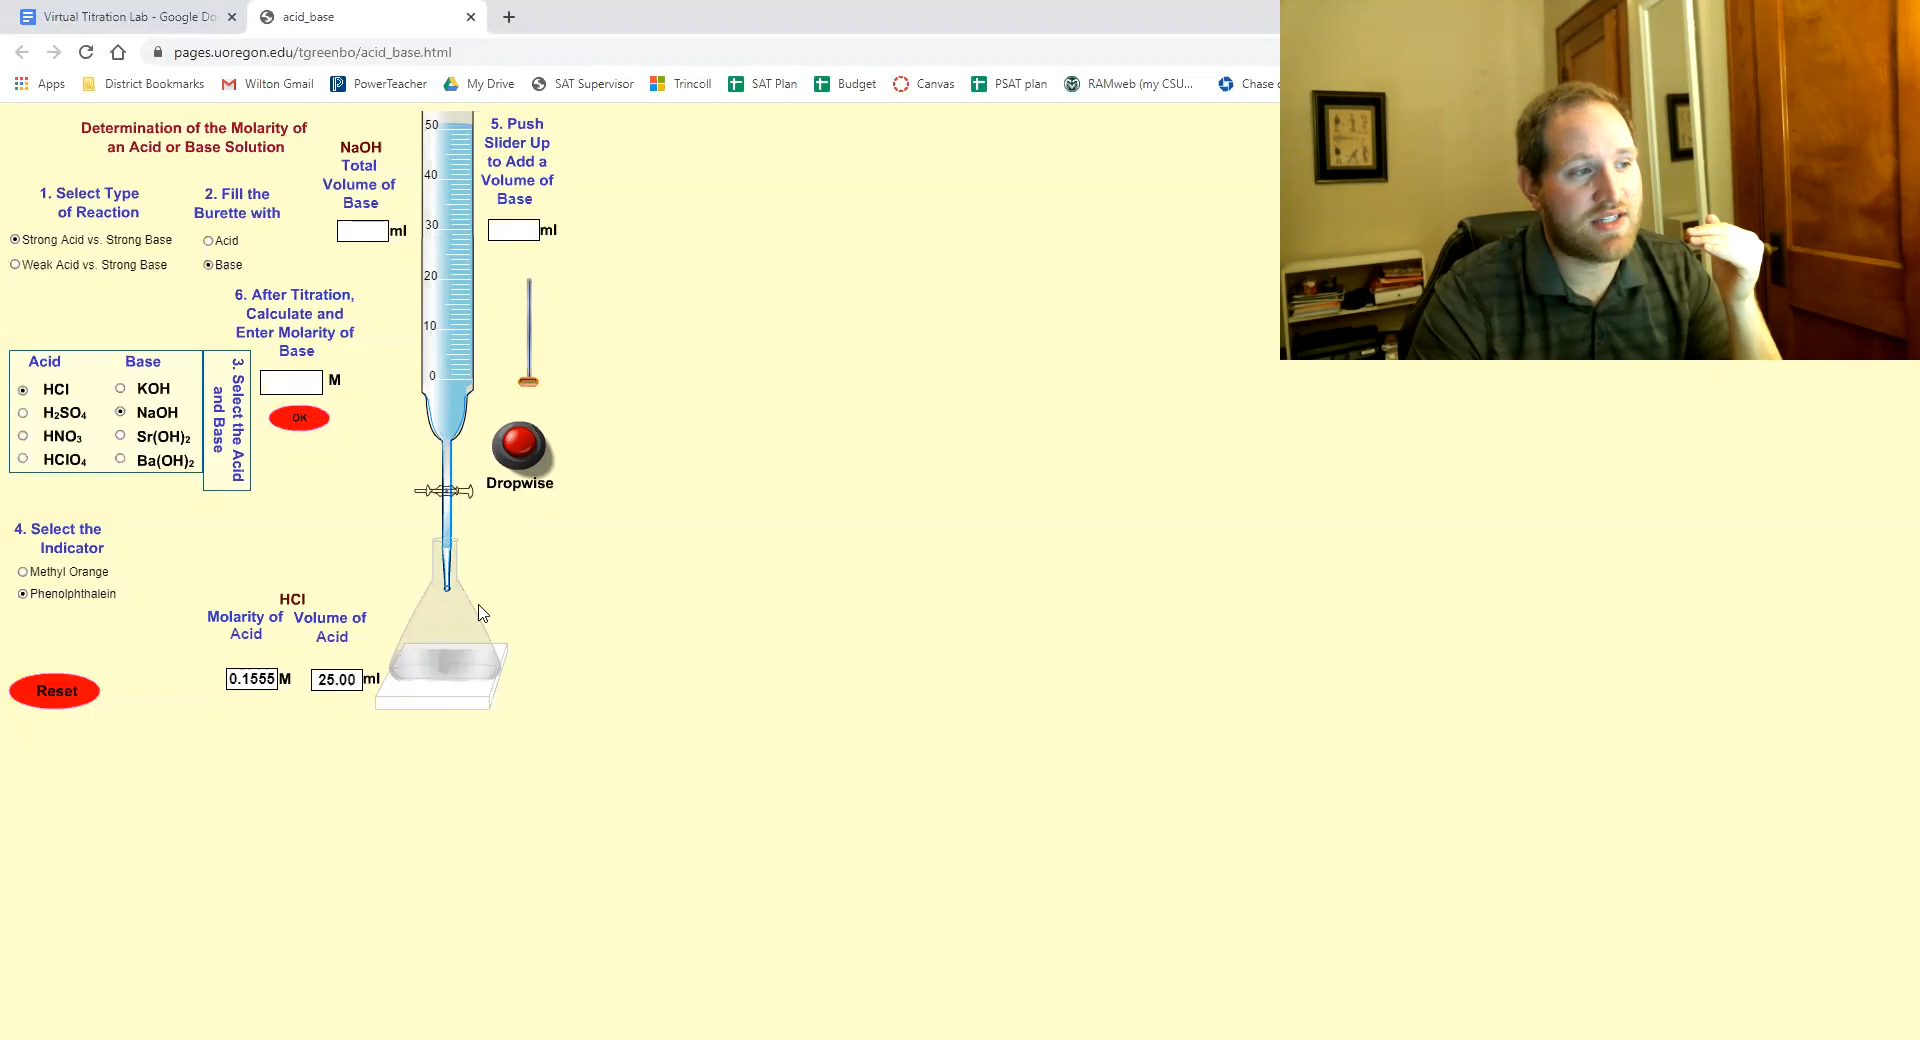 Virtual Titration Lab - Google Do
acid_base
pages.uoregon.edu/tgreenbo/acid_base.html
Apps
District Bookmarks
Wilton Gmail
PowerTeacher
My Drive
SAT Supervisor
Trincoll
SAT Plan
Budget
Canvas
PSAT plan
RAMweb (my CSU...
Chase
Determination of the Molarity of
an Acid or Base Solution
1. Select Type
of Reaction
Strong Acid vs. Strong Base
Weak Acid vs. Strong Base
2. Fill the
Burette with
Acid
Base
NaOH
Total
Volume of
Base
ml
50
40
30
20
10
0
5. Push
Slider Up
to Add a
Volume of
Base
ml
Dropwise
6. After Titration,
Calculate and
Enter Molarity of
Base
M
OK
Acid Base
HCl KOH
H₂SO₄ NaOH
HNO₃ Sr(OH)₂
HClO₄ Ba(OH)₂
3. Select the Acid
and Base
4. Select the
Indicator
Methyl Orange
Phenolphthalein
HCl
Molarity of
Acid
Volume of
Acid
0.1555 M
25.00 ml
Reset